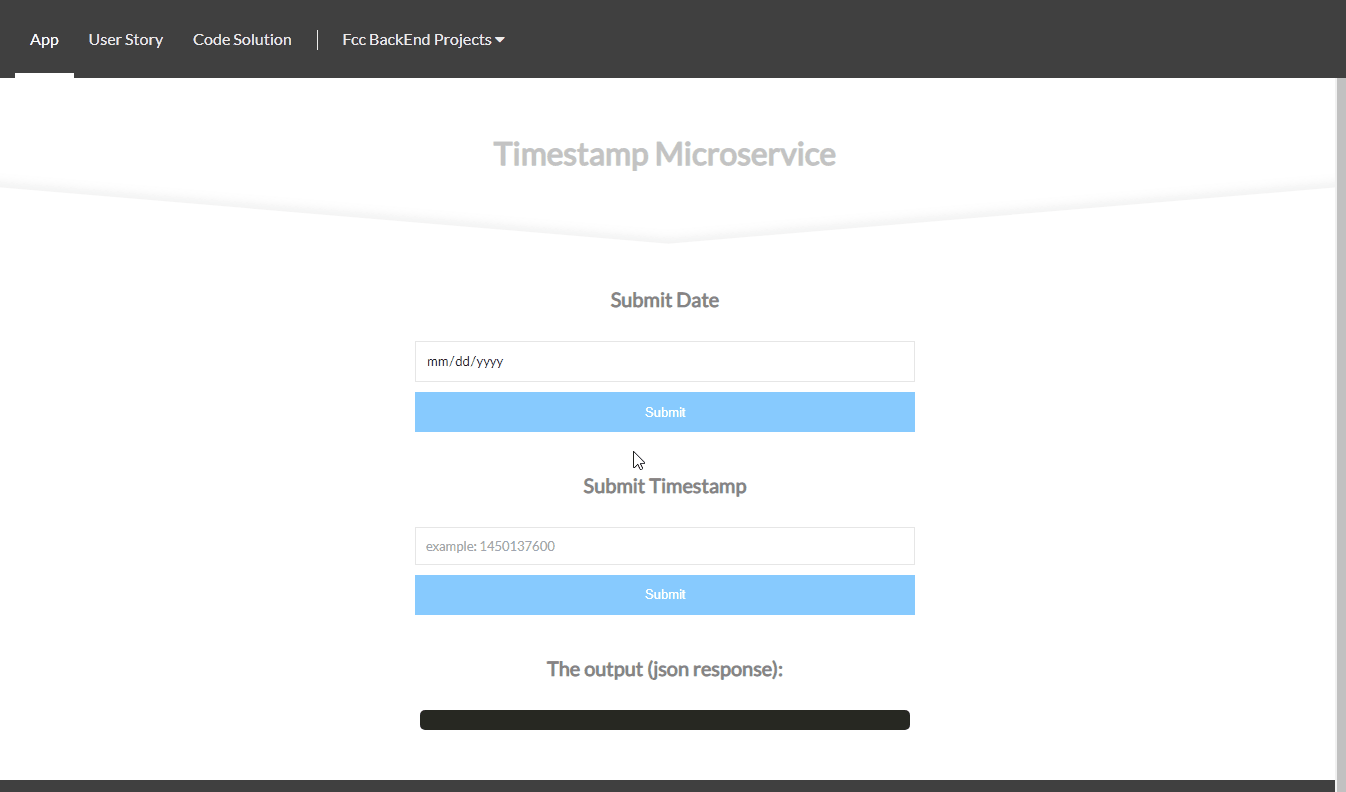 App User Story Code Solution Fcc BackEnd Projects
Timestamp Microservice
Submit Date
mm/dd/yyyy
Submit
Submit Timestamp
example: 1450137600
Submit
The output (json response):